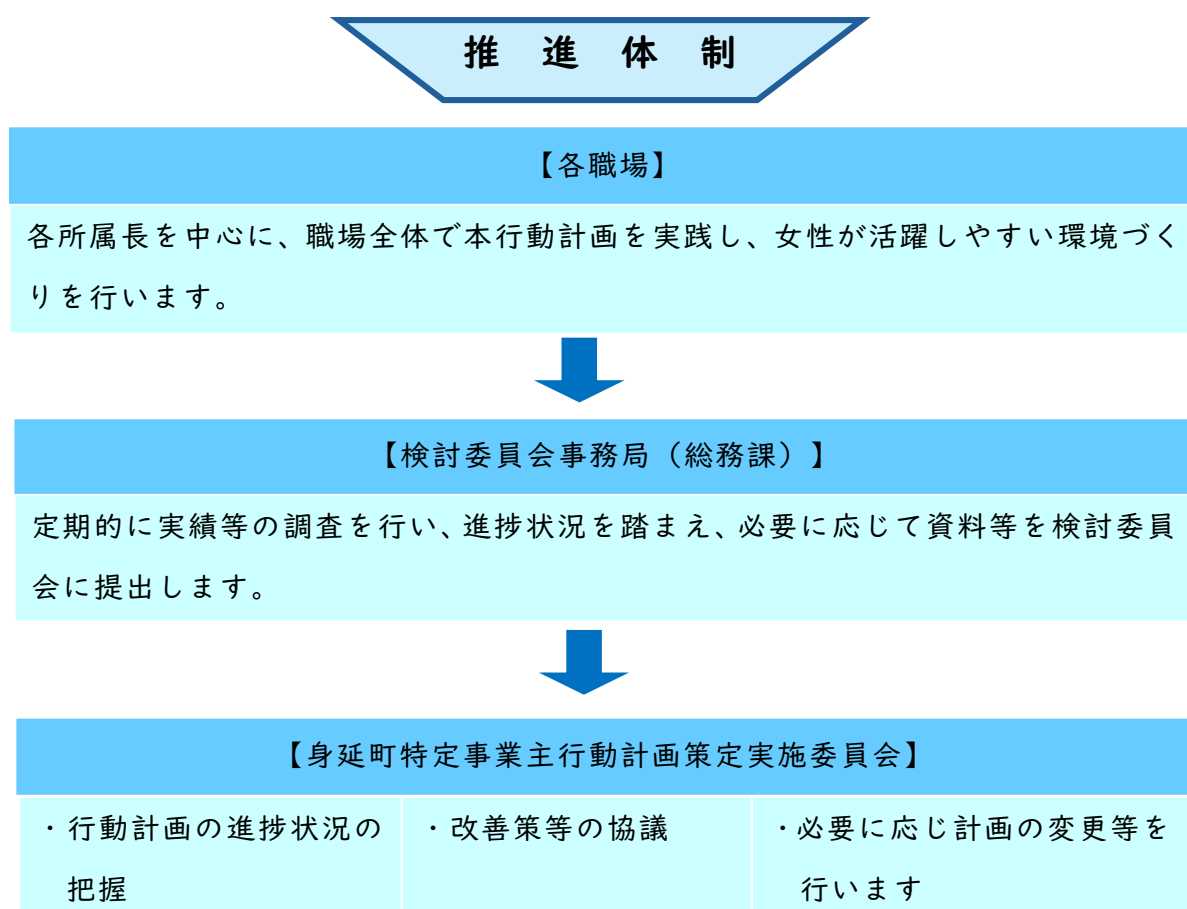 推　進　体　制
【各職場】
各所属長を中心に、職場全体で本行動計画を実践し、女性が活躍しやすい環境づく
りを行います。
【検討委員会事務局（総務課）】
定期的に実績等の調査を行い、進捗状況を踏まえ、必要に応じて資料等を検討委員
会に提出します。
【身延町特定事業主行動計画策定実施委員会】
・行動計画の進捗状況の
把握
・改善策等の協議
・必要に応じ計画の変更等を
行います